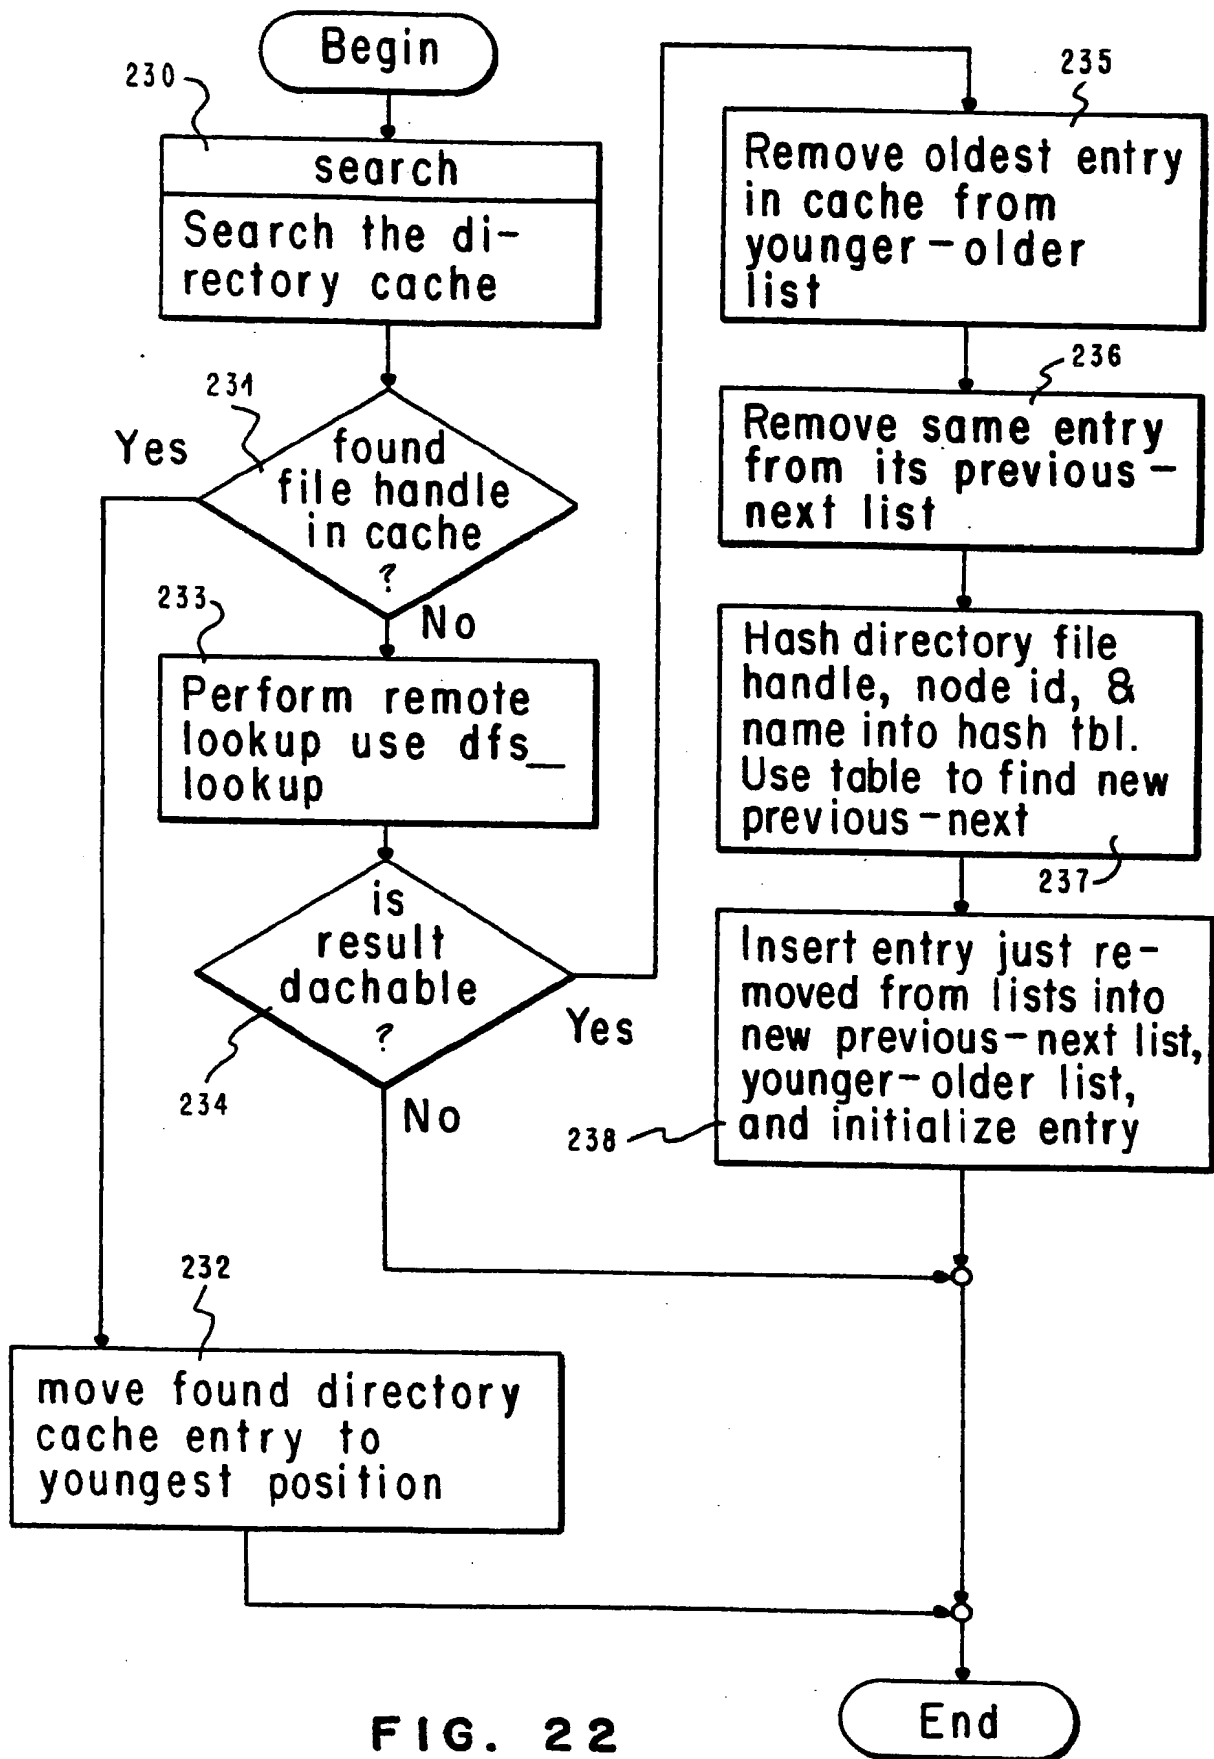 Begin
230
search
Search the di-
rectory cache
231
Yes
found
file handle
in cache
?
233
No
Perform remote
lookup use dfs_
lookup
is
result
dachable
?
Yes
234
No
232
move found directory
cache entry to
youngest position
235
Remove oldest entry
in cache from
younger-older
list
236
Remove same entry
from its previous-
next list
Hash directory file
handle, node id, &
name into hash tbl.
Use table to find new
previous-next
237
Insert entry just re-
moved from lists into
new previous-next list,
younger-older list,
and initialize entry
238
End
FIG. 22